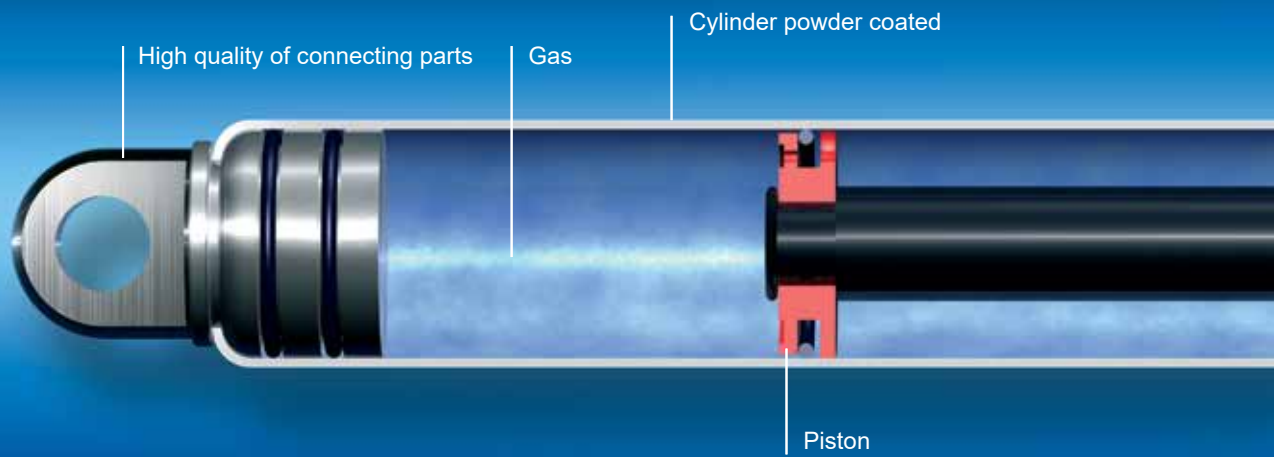 Cylinder powder coated
High quality of connecting parts
Gas
Piston